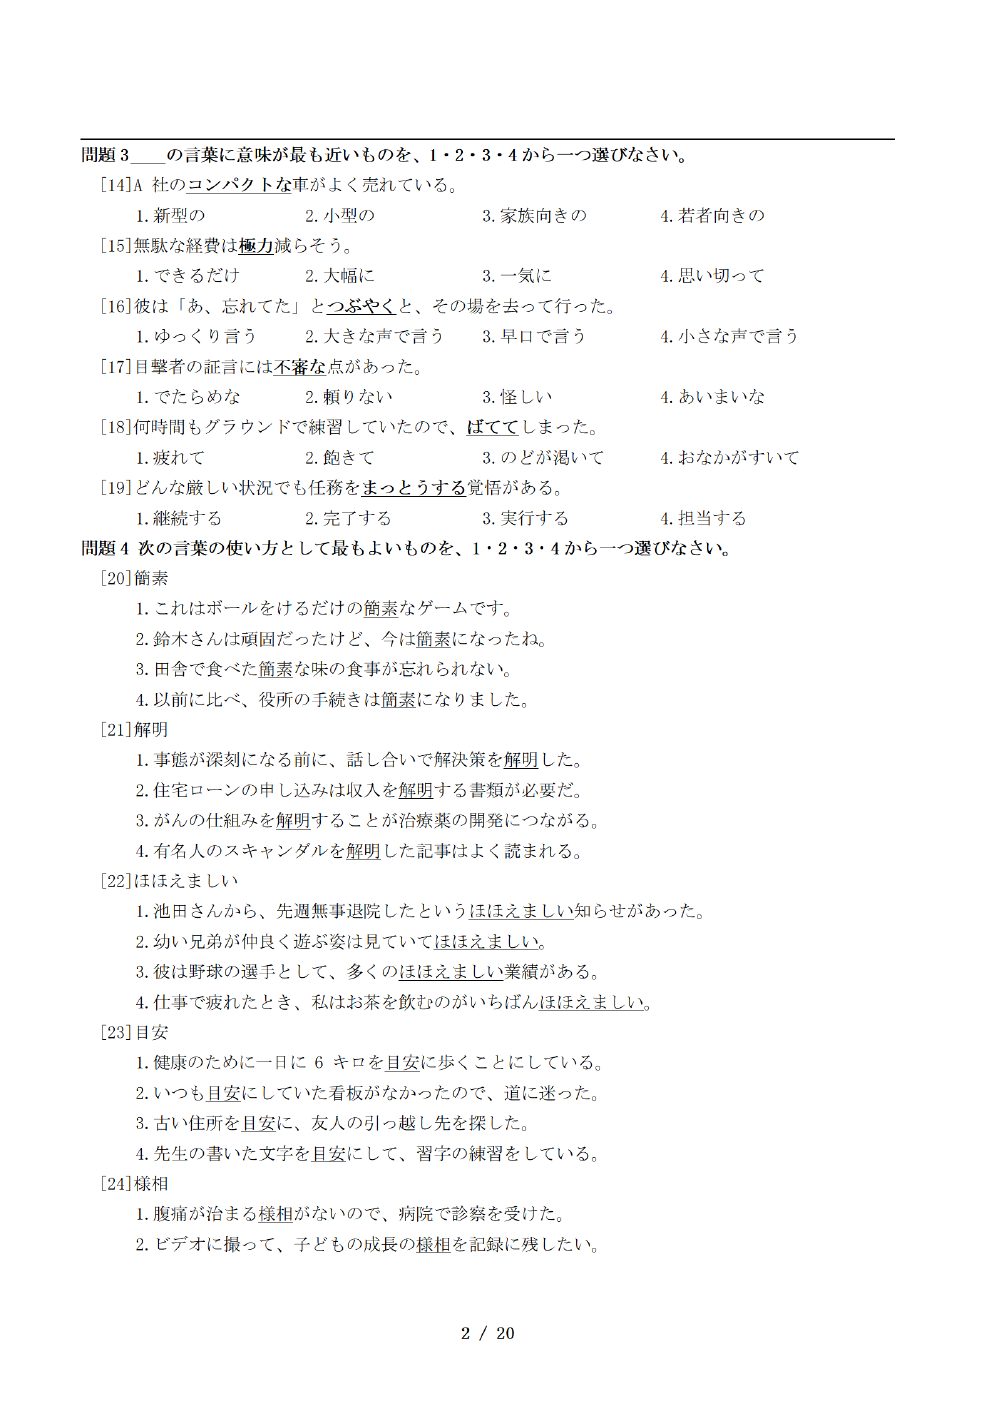 問題3____の言葉に意味が最も近いものを、1・2・3・4から一つ選びなさい。
[14]A 社のコンパクトな車がよく売れている。
1.新型の 2.小型の 3.家族向きの 4.若者向きの
[15]無駄な経費は極力減らそう。
1.できるだけ 2.大幅に 3.一気に 4.思い切って
[16]彼は「あ、忘れてた」とつぶやくと、その場を去って行った。
1.ゆっくり言う 2.大きな声で言う 3.早口で言う 4.小さな声で言う
[17]目撃者の証言には不審な点があった。
1.でたらめな 2.頼りない 3.怪しい 4.あいまいな
[18]何時間もグラウンドで練習していたので、ばててしまった。
1.疲れて 2.飽きて 3.のどが渇いて 4.おなかがすいて
[19]どんな厳しい状況でも任務をまっとうする覚悟がある。
1.継続する 2.完了する 3.実行する 4.担当する
問題4 次の言葉の使い方として最もよいものを、1・2・3・4から一つ選びなさい。
[20]簡素
1.これはボールをけるだけの簡素なゲームです。
2.鈴木さんは頑固だったけど、今は簡素になったね。
3.田舎で食べた簡素な味の食事が忘れられない。
4.以前に比べ、役所の手続きは簡素になりました。
[21]解明
1.事態が深刻になる前に、話し合いで解決策を解明した。
2.住宅ローンの申し込みは収入を解明する書類が必要だ。
3.がんの仕組みを解明することが治療薬の開発につながる。
4.有名人のスキャンダルを解明した記事はよく読まれる。
[22]ほほえましい
1.池田さんから、先週無事退院したというほほえましい知らせがあった。
2.幼い兄弟が仲良く遊ぶ姿は見ていてほほえましい。
3.彼は野球の選手として、多くのほほえましい業績がある。
4.仕事で疲れたとき、私はお茶を飲むのがいちばんほほえましい。
[23]目安
1.健康のために一日に 6 キロを目安に歩くことにしている。
2.いつも目安にしていた看板がなかったので、道に迷った。
3.古い住所を目安に、友人の引っ越し先を探した。
4.先生の書いた文字を目安にして、習字の練習をしている。
[24]様相
1.腹痛が治まる様相がないので、病院で診察を受けた。
2.ビデオに撮って、子どもの成長の様相を記録に残したい。
2 / 20